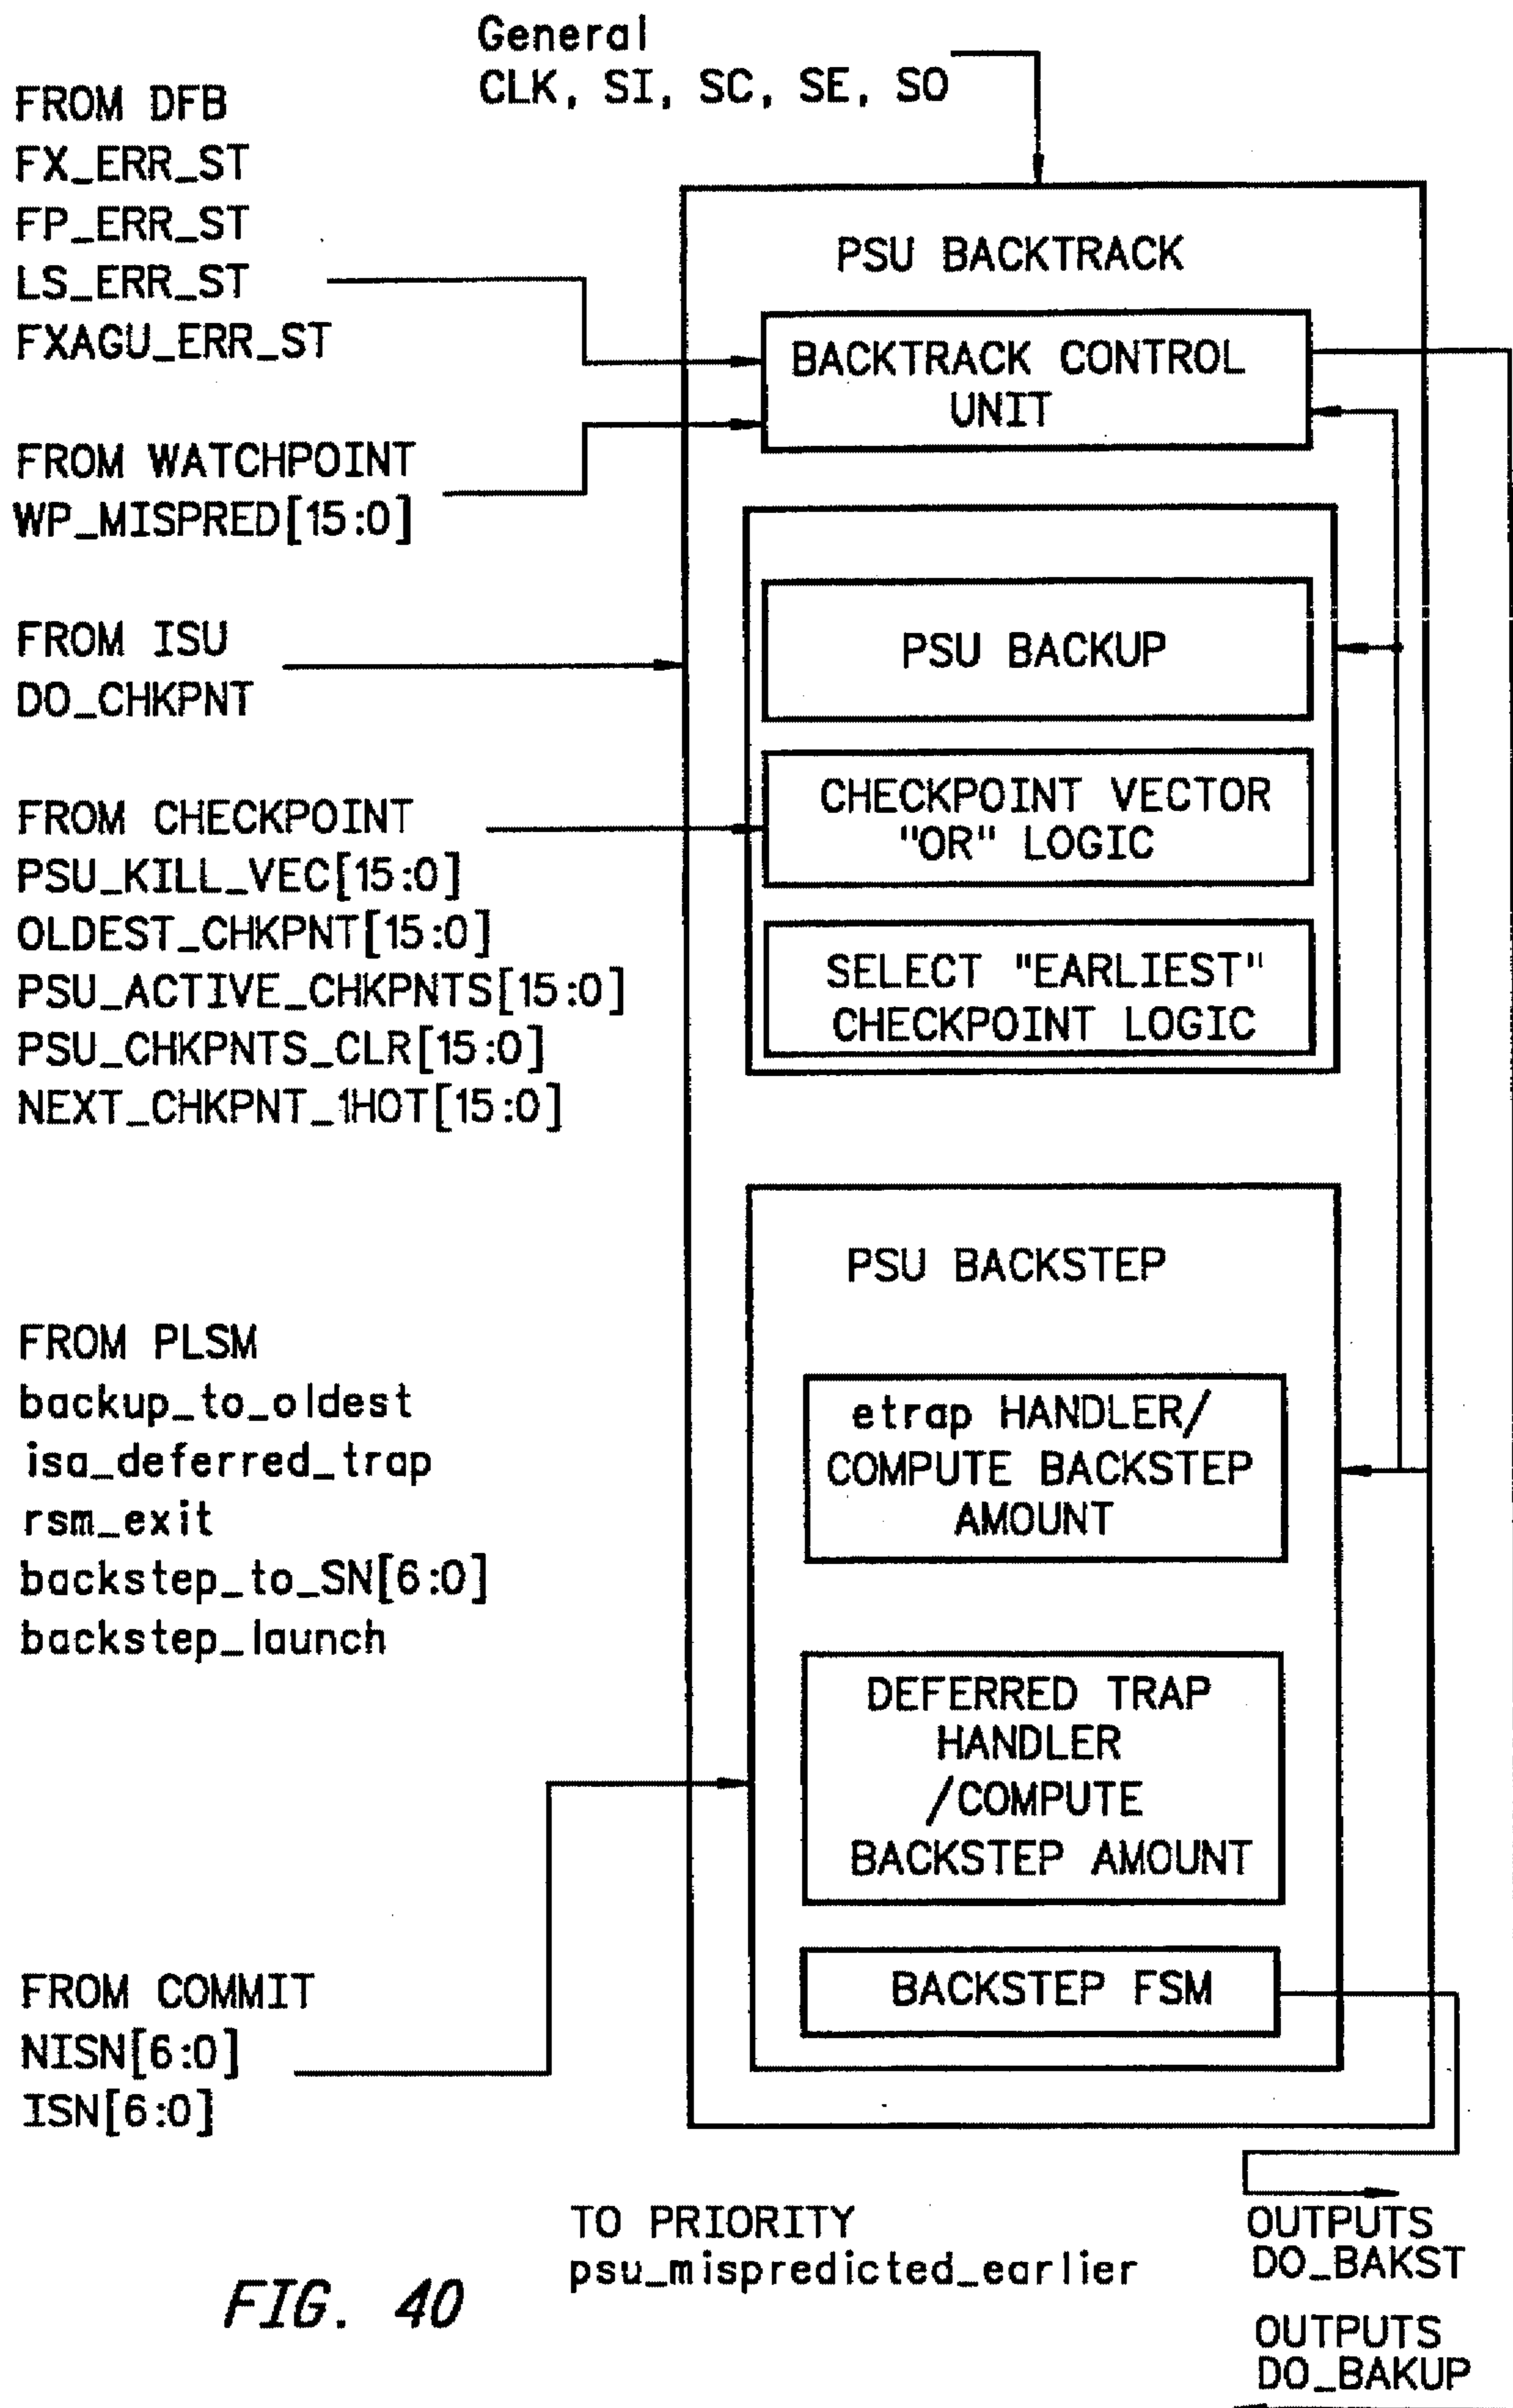 General
CLK, SI, SC, SE, SO
FROM DFB
FX_ERR_ST
FP_ERR_ST
LS_ERR_ST
FXAGU_ERR_ST
FROM WATCHPOINT
WP_MISPRED[15:0]
FROM ISU
DO_CHKPNT
FROM CHECKPOINT
PSU_KILL_VEC[15:0]
OLDEST_CHKPNT[15:0]
PSU_ACTIVE_CHKPNTS[15:0]
PSU_CHKPNTS_CLR[15:0]
NEXT_CHKPNT_1HOT[15:0]
FROM PLSM
backup_to_oldest
isa_deferred_trap
rsm_exit
backstep_to_SN[6:0]
backstep_launch
FROM COMMIT
NISN[6:0]
ISN[6:0]
PSU BACKTRACK
BACKTRACK CONTROL
UNIT
PSU BACKUP
CHECKPOINT VECTOR
"OR" LOGIC
SELECT "EARLIEST"
CHECKPOINT LOGIC
PSU BACKSTEP
etrap HANDLER/
COMPUTE BACKSTEP
AMOUNT
DEFERRED TRAP
HANDLER
/COMPUTE
BACKSTEP AMOUNT
BACKSTEP FSM
TO PRIORITY
psu_mispredicted_earlier
OUTPUTS
DO_BAKST
OUTPUTS
DO_BAKUP
FIG. 40